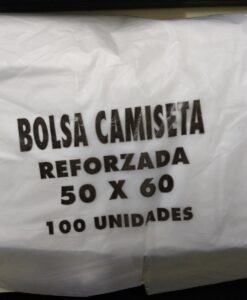 BOLSA CAMISETA
REFORZADA
50 X 60
100 UNIDADES